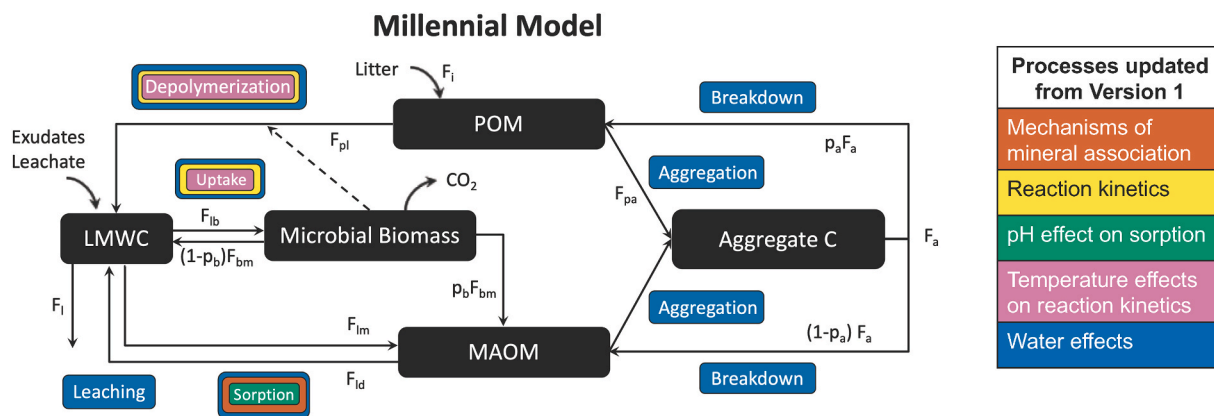 Millennial Model
Litter
F_i
Depolymerization
Breakdown
POM
Exudates
Leachate
F_pl
p_aF_a
Uptake
CO_2
Aggregation
F_pa
F_lb
LMWC
Microbial Biomass
Aggregate C
F_a
(1-p_b)F_bm
F_l
p_bF_bm
Aggregation
F_lm
(1-p_a) F_a
MAOM
F_ld
Breakdown
Leaching
Sorption
Processes updated
from Version 1
Mechanisms of
mineral association
Reaction kinetics
pH effect on sorption
Temperature effects
on reaction kinetics
Water effects